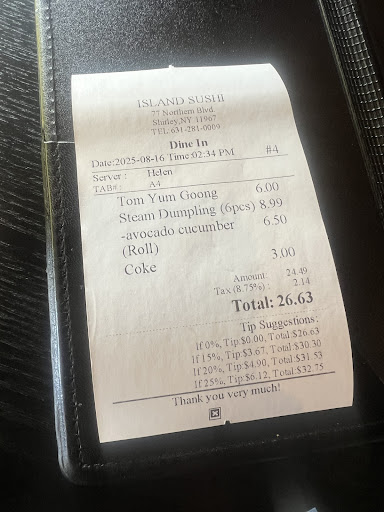 ISLAND SUSHI
77 Northern Blvd
Shirley,NY 11967
TEL:631-281-0009
Dine In
Date:2025-08-16 Time:02:34 PM #4
Server : Helen
TAB# : A4
Tom Yum Goong 6.00
Steam Dumpling (6pcs) 8.99
-avocado cucumber 6.50
(Roll)
Coke 3.00
Amount 24.49
Tax (8.75%) : 2.14
Total: 26.63
Tip Suggestions:
If 0%, Tip:$0.00, Total:$26.63
If 15%, Tip:$3.67, Total:$30.30
If 20%, Tip:$4.90, Total:$31.53
If 25%, Tip:$6.12, Total:$32.75
Thank you very much!